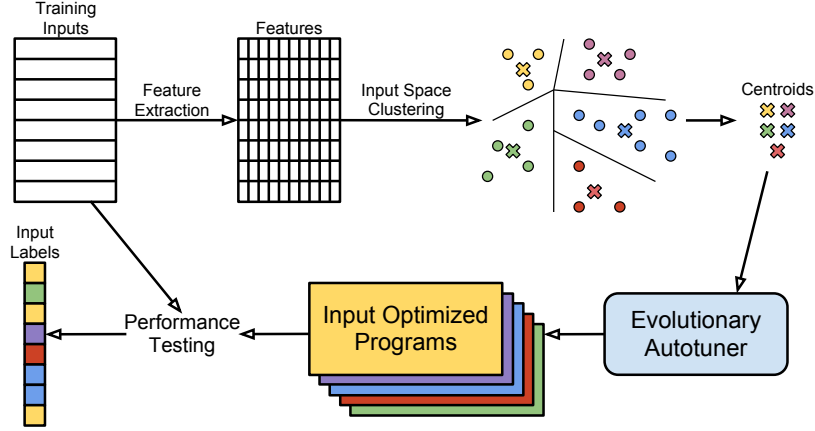 Training
Inputs
Features
Feature
Extraction
Input Space
Clustering
Centroids
Input
Labels
Performance
Testing
Input Optimized
Programs
Evolutionary
Autotuner